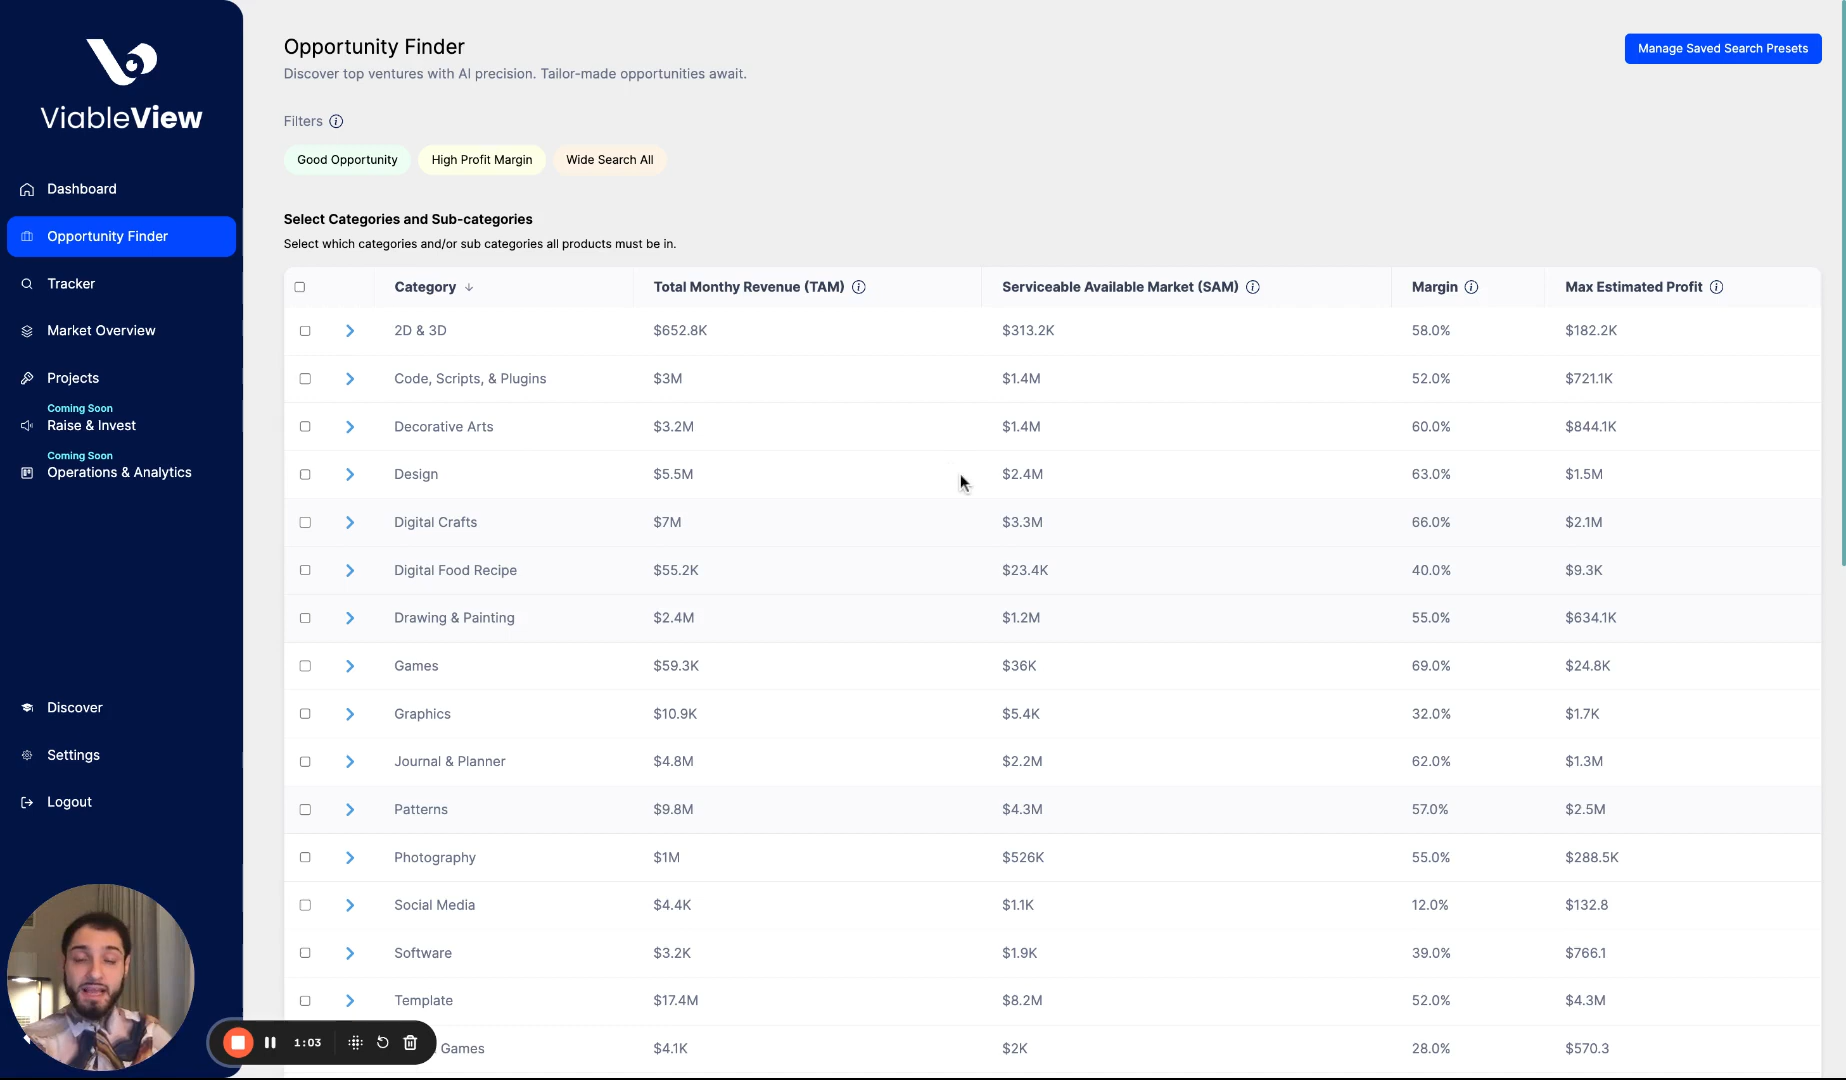 ViableView
Dashboard
Opportunity Finder
Tracker
Market Overview
Projects
Coming Soon
Raise & Invest
Coming Soon
Operations & Analytics
Discover
Settings
Logout
1:03
Opportunity Finder
Discover top ventures with AI precision. Tailor-made opportunities await.
Manage Saved Search Presets
Filters
Good Opportunity High Profit Margin Wide Search All
Select Categories and Sub-categories
Select which categories and/or sub categories all products must be in.
Category Total Monthy Revenue (TAM) Serviceable Available Market (SAM) Margin Max Estimated Profit
2D & 3D $652.8K $313.2K 58.0% $182.2K
Code, Scripts, & Plugins $3M $1.4M 52.0% $721.1K
Decorative Arts $3.2M $1.4M 60.0% $844.1K
Design $5.5M $2.4M 63.0% $1.5M
Digital Crafts $7M $3.3M 66.0% $2.1M
Digital Food Recipe $55.2K $23.4K 40.0% $9.3K
Drawing & Painting $2.4M $1.2M 55.0% $634.1K
Games $59.3K $36K 69.0% $24.8K
Graphics $10.9K $5.4K 32.0% $1.7K
Journal & Planner $4.8M $2.2M 62.0% $1.3M
Patterns $9.8M $4.3M 57.0% $2.5M
Photography $1M $526K 55.0% $288.5K
Social Media $4.4K $1.1K 12.0% $132.8
Software $3.2K $1.9K 39.0% $766.1
Template $17.4M $8.2M 52.0% $4.3M
Games $4.1K $2K 28.0% $570.3